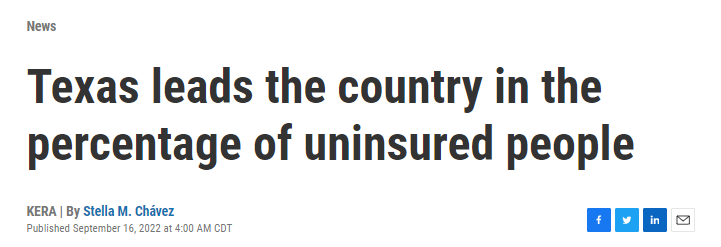 News
Texas leads the country in the
percentage of uninsured people
KERA | By Stella M. Chávez
Published September 16, 2022 at 4:00 AM CDT
f
in